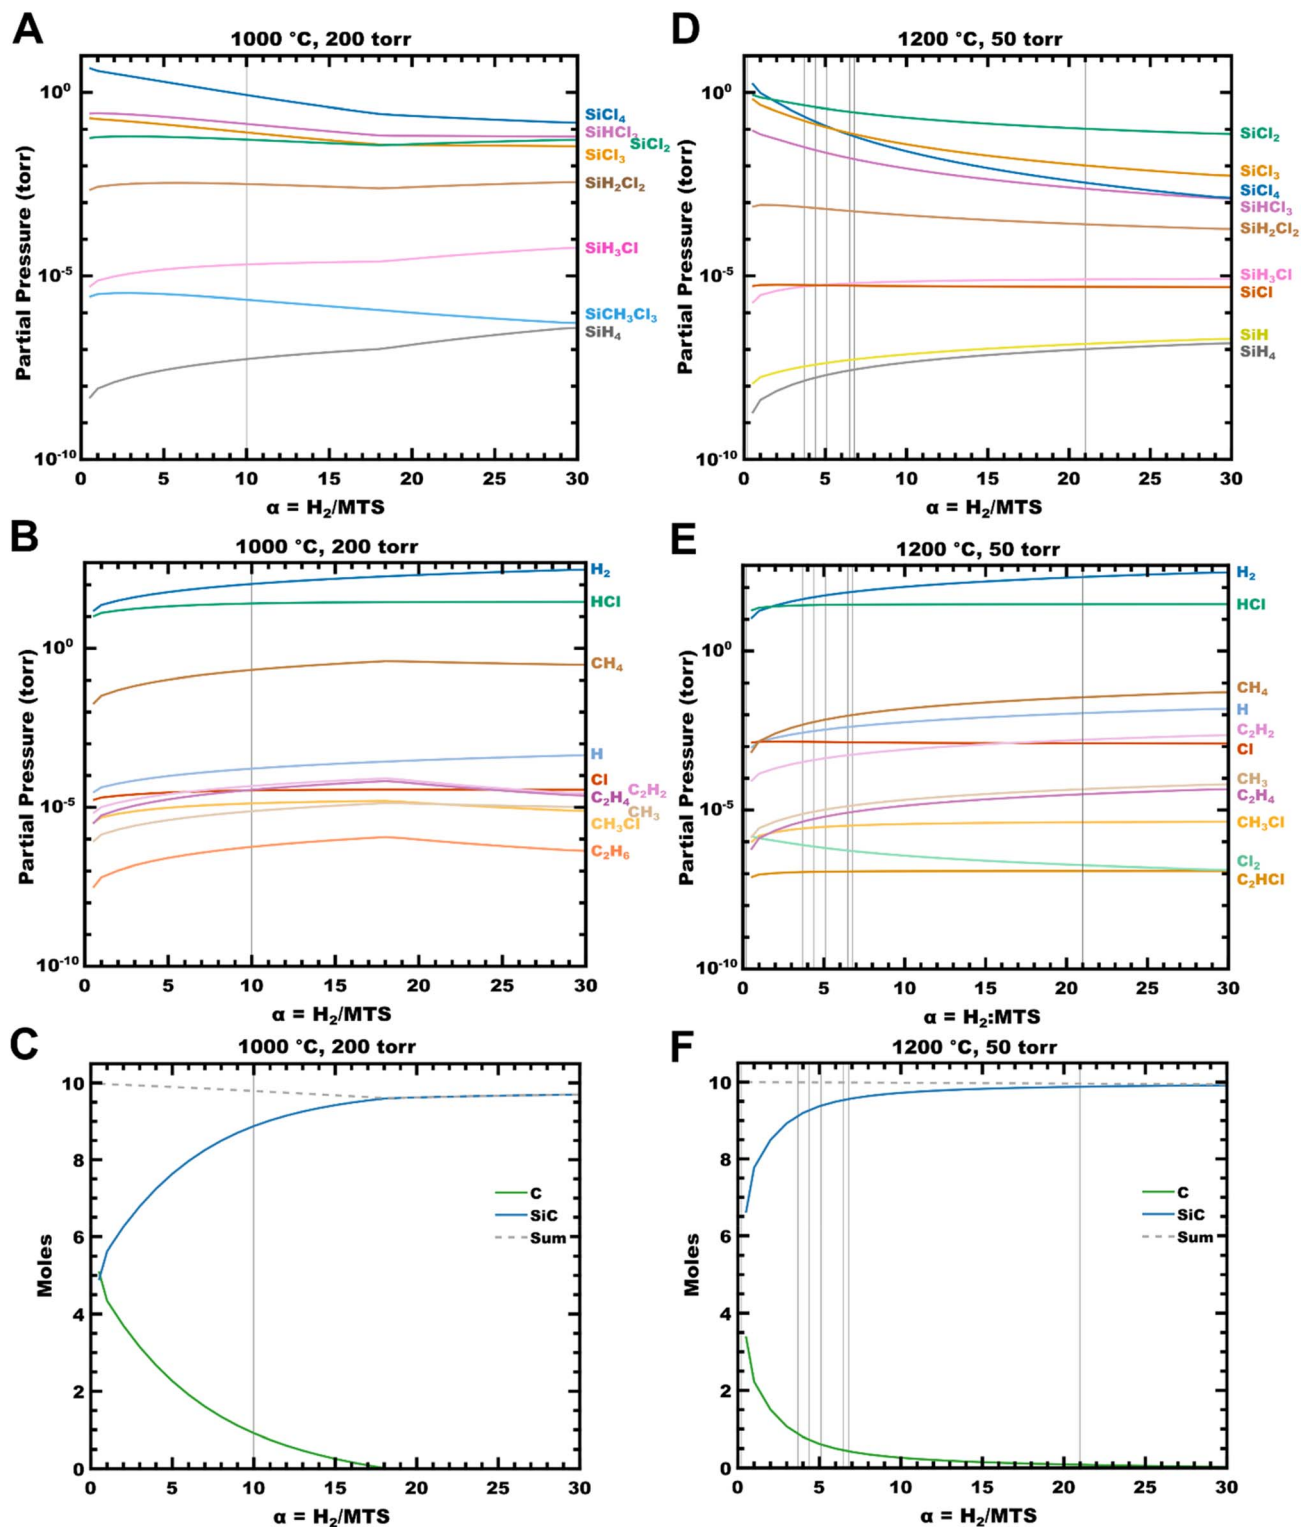 A
1000 °C, 200 torr
Partial Pressure (torr)
10⁰
10⁻⁵
10⁻¹⁰
0 5 10 15 20 25 30
α = H₂/MTS
SiCl₄
SiHCl₃
SiCl₂
SiCl₃
SiH₂Cl₂
SiH₃Cl
SiCH₃Cl₃
SiH₄
D
1200 °C, 50 torr
Partial Pressure (torr)
10⁰
10⁻⁵
10⁻¹⁰
0 5 10 15 20 25 30
α = H₂/MTS
SiCl₂
SiCl₃
SiCl₄
SiHCl₃
SiH₂Cl₂
SiH₃Cl
SiCl
SiH
SiH₄
B
1000 °C, 200 torr
Partial Pressure (torr)
10⁰
10⁻⁵
10⁻¹⁰
0 5 10 15 20 25 30
α = H₂/MTS
H₂
HCl
CH₄
H
Cl
C₂H₂
C₂H₄
CH₃
CH₃Cl
C₂H₆
E
1200 °C, 50 torr
Partial Pressure (torr)
10⁰
10⁻⁵
10⁻¹⁰
0 5 10 15 20 25 30
α = H₂:MTS
H₂
HCl
CH₄
H
C₂H₂
Cl
CH₃
C₂H₄
CH₃Cl
Cl₂
C₂HCl
C
1000 °C, 200 torr
Moles
10
8
6
4
2
0
0 5 10 15 20 25 30
α = H₂/MTS
C
SiC
Sum
F
1200 °C, 50 torr
Moles
10
8
6
4
2
0
0 5 10 15 20 25 30
α = H₂/MTS
C
SiC
Sum